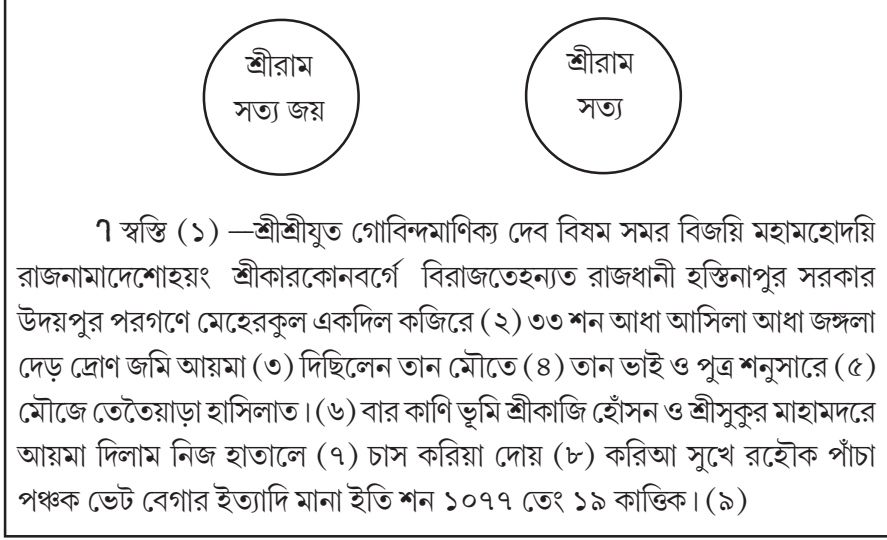 শ্রীরাম
সত্য জয়
শ্রীরাম
সত্য
৭ স্বস্তি (১) —শ্রীশ্রীযুত গোবিন্দমাণিক্য দেব বিষম সমর বিজয়ি মহামহোদয়ি
রাজনামাদেশোহয়ং শ্রীকারকোনবর্গে বিরাজতেহন্যত রাজধানী হস্তিনাপুর সরকার
উদয়পুর পরগণে মেহেরকুল একদিল কজিরে (২) ৩৩ শন আধা আসিলা আধা জঙ্গলা
দেড় দ্রোণ জমি আয়মা (৩) দিছিলেন তান মৌতে (৪) তান ভাই ও পুত্র শনুসারে (৫)
মৌজে তেতৈয়াড়া হাসিলাত। (৬) বার কাণি ভূমি শ্রীকাজি হোঁসন ও শ্রীসুকুর মাহামদরে
আয়মা দিলাম নিজ হাতালে (৭) চাস করিয়া দোয় (৮) করিআ সুখে রহৌক পাঁচা
পঞ্চক ভেট বেগার ইত্যাদি মানা ইতি শন ১০৭৭ তেং ১৯ কাত্তিক। (৯)